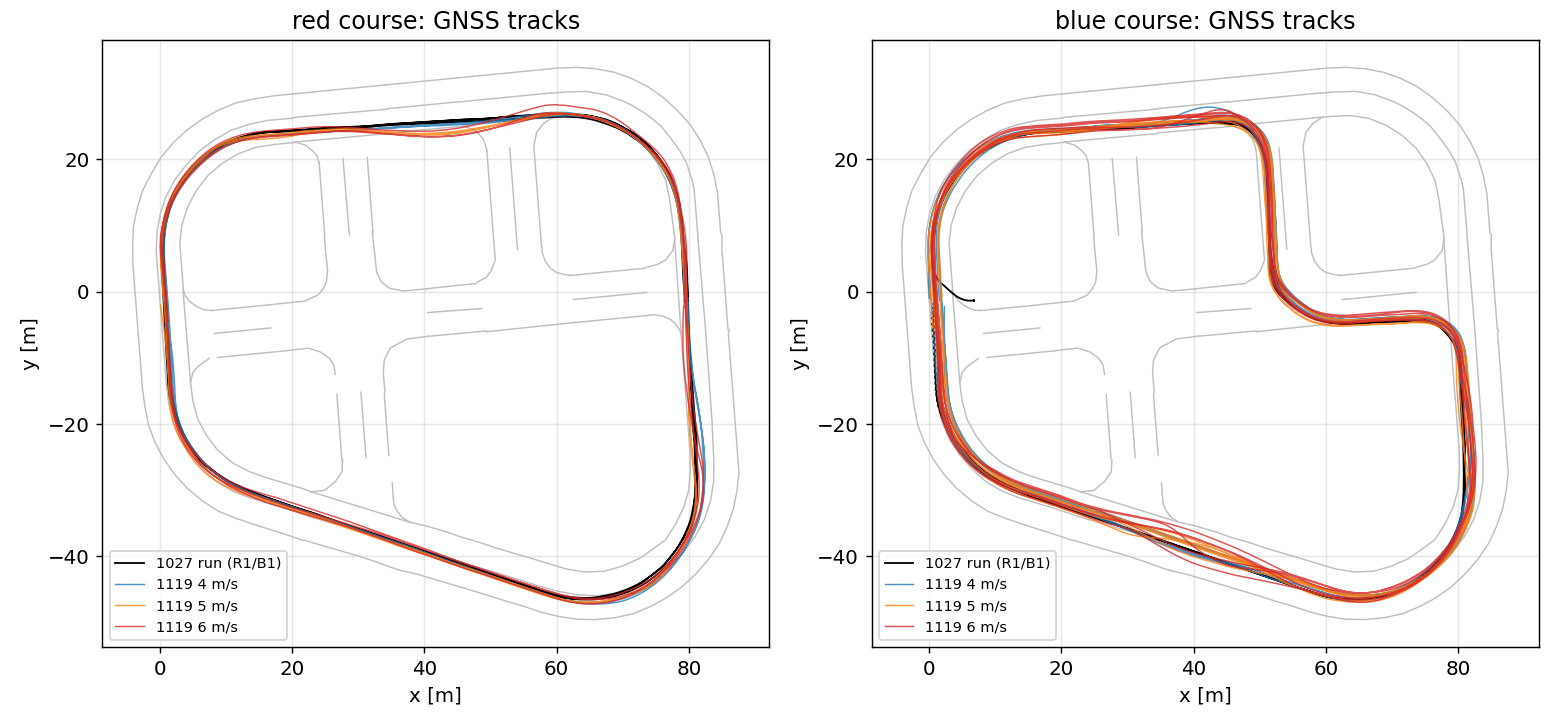 red course: GNSS tracks
y [m]
20
0
−20
−40
0
20
40
60
80
x [m]
1027 run (R1/B1)
1119 4 m/s
1119 5 m/s
1119 6 m/s
blue course: GNSS tracks
y [m]
20
0
−20
−40
0
20
40
60
80
x [m]
1027 run (R1/B1)
1119 4 m/s
1119 5 m/s
1119 6 m/s